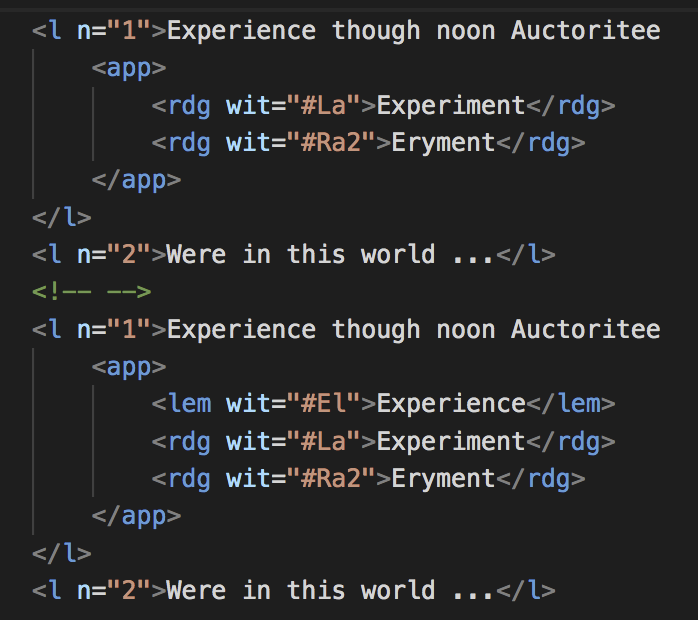 <l n="1">Experience though noon Auctoritee
<app>
<rdg wit="#La">Experiment</rdg>
<rdg wit="#Ra2">Eryment</rdg>
</app>
</l>
<l n="2">Were in this world ...</l>
<!-- -->
<l n="1">Experience though noon Auctoritee
<app>
<lem wit="#El">Experience</lem>
<rdg wit="#La">Experiment</rdg>
<rdg wit="#Ra2">Eryment</rdg>
</app>
</l>
<l n="2">Were in this world ...</l>